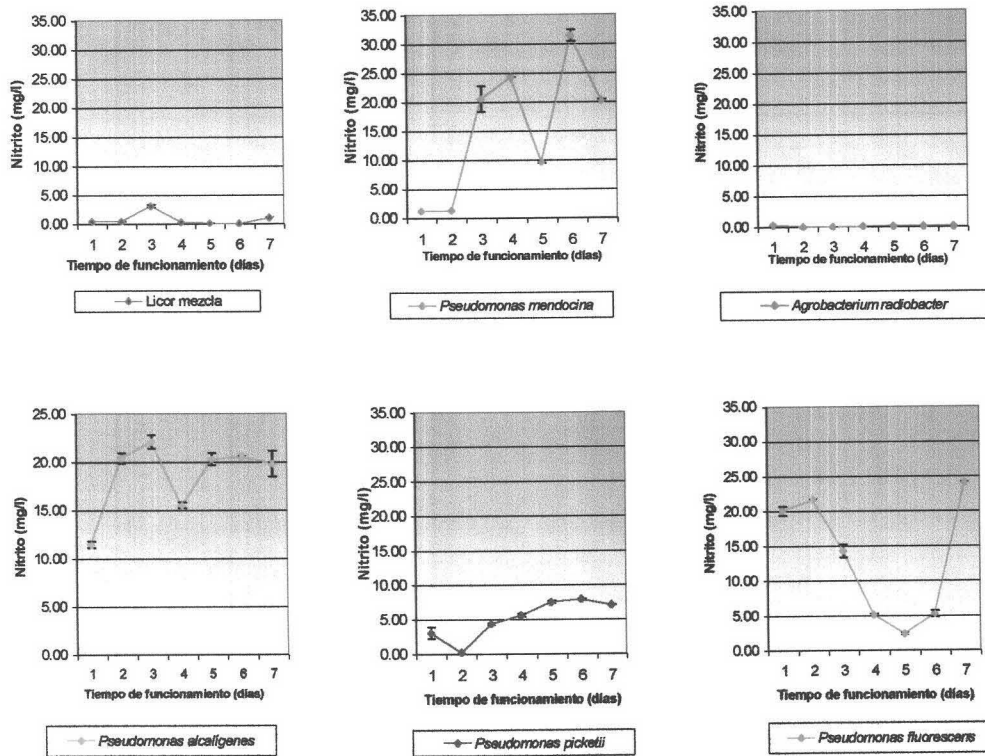 35.00
30.00
25.00
20.00
15.00
10.00
5.00
0.00
Nitrito (mg/l)
1 2 3 4 5 6 7
Tiempo de funcionamiento (días)
Licor mezcla
35.00
30.00
25.00
20.00
15.00
10.00
5.00
0.00
Nitrito (mg/l)
1 2 3 4 5 6 7
Tiempo de funcionamiento (días)
Pseudomonas mendocina
35.00
30.00
25.00
20.00
15.00
10.00
5.00
0.00
Nitrito (mg/l)
1 2 3 4 5 6 7
Tiempo de funcionamiento (días)
Agrobacterium radiobacter
25.00
20.00
15.00
10.00
5.00
0.00
Nitrito (mg/l)
1 2 3 4 5 6 7
Tiempo de funcionamiento (días)
Pseudomonas alcalígenes
35.00
30.00
25.00
20.00
15.00
10.00
5.00
0.00
Nitrito (mg/l)
1 2 3 4 5 6 7
Tiempo de funcionamiento (días)
Pseudomonas picketii
35.00
30.00
25.00
20.00
15.00
10.00
5.00
0.00
Nitrito (mg/l)
1 2 3 4 5 6 7
Tiempo de funcionamiento (días)
Pseudomonas fluorescens